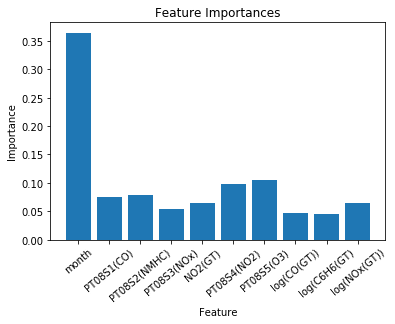 Feature Importances
Importance
0.35
0.30
0.25
0.20
0.15
0.10
0.05
0.00
month
PT08S1(CO)
PT08S2(NMHC)
PT08S3(NOx)
NO2(GT)
PT08S4(NO2)
PT08S5(O3)
log(CO(GT))
log(C6H6(GT)
log(NOx(GT))
Feature